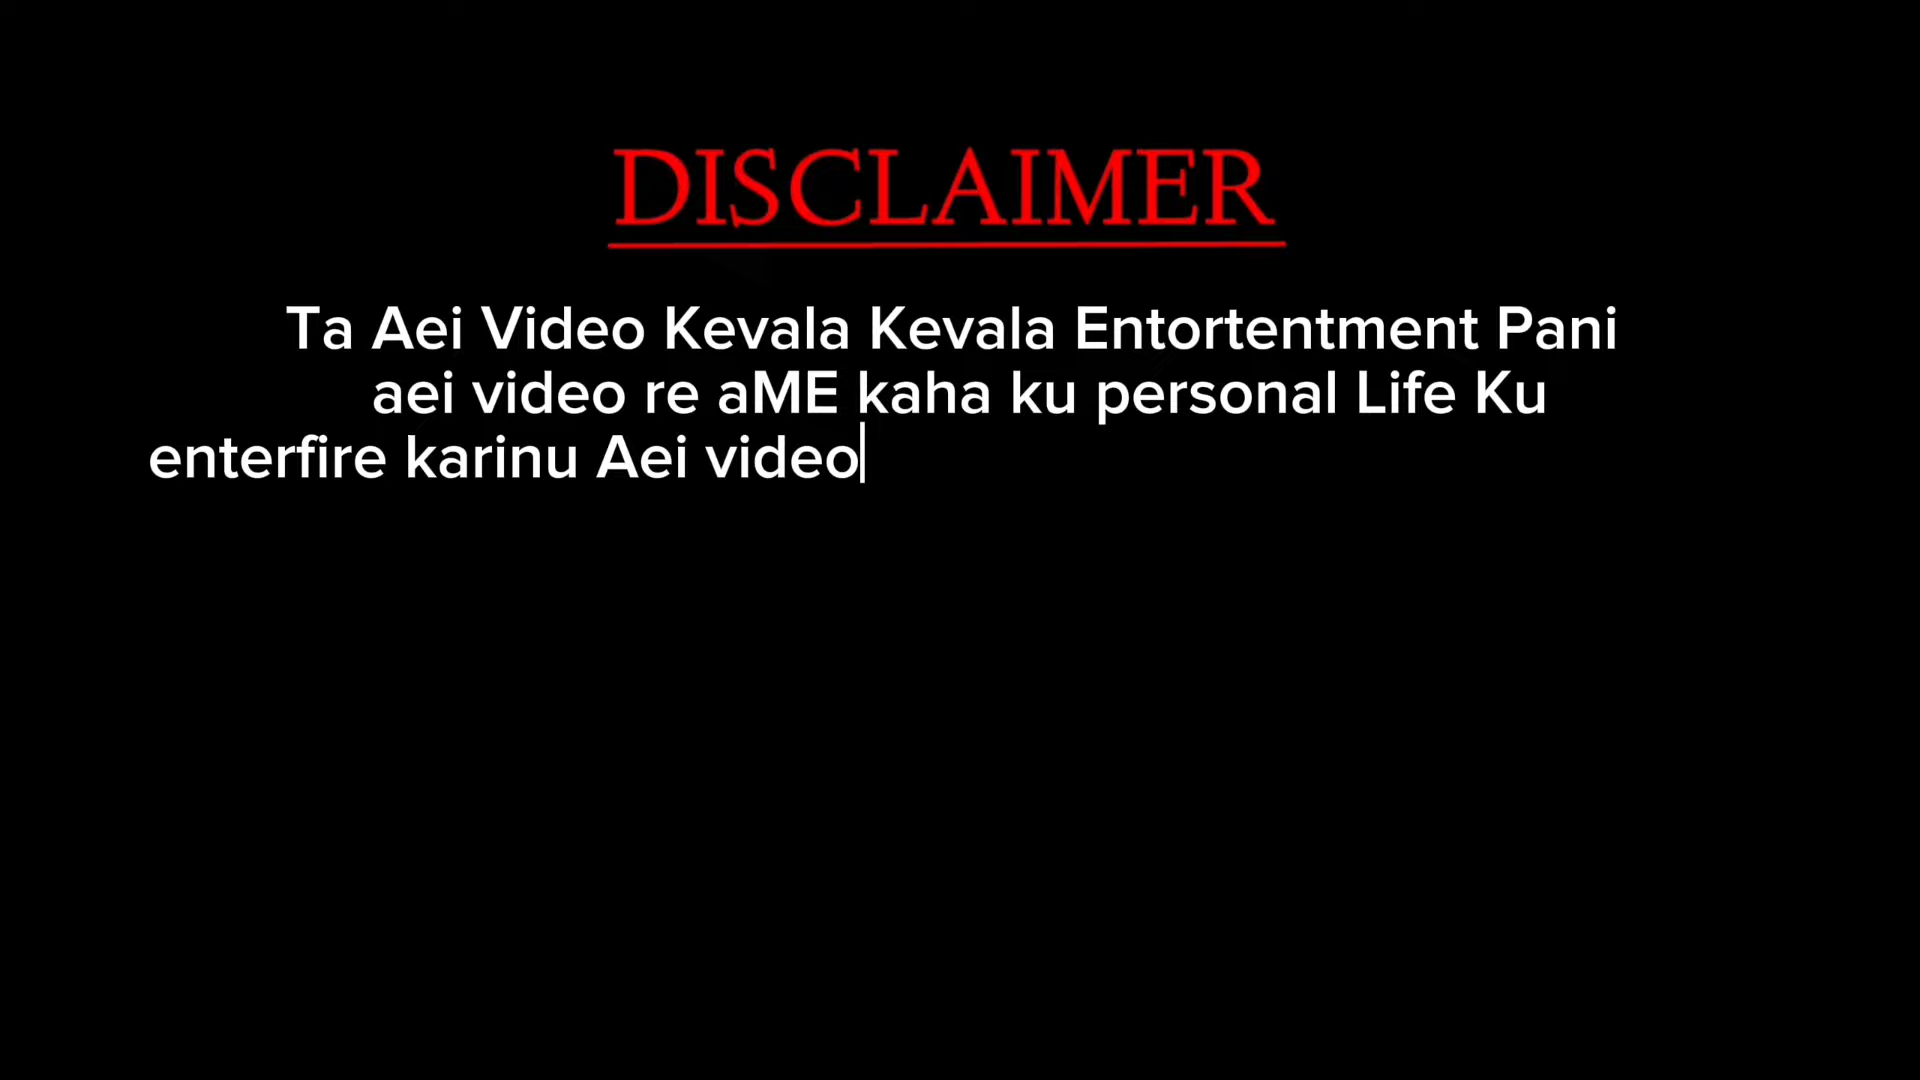 DISCLAIMER
Ta Aei Video Kevala Kevala Entortentment Pani
aei video re aME kaha ku personal Life Ku
enterfire karinu Aei video